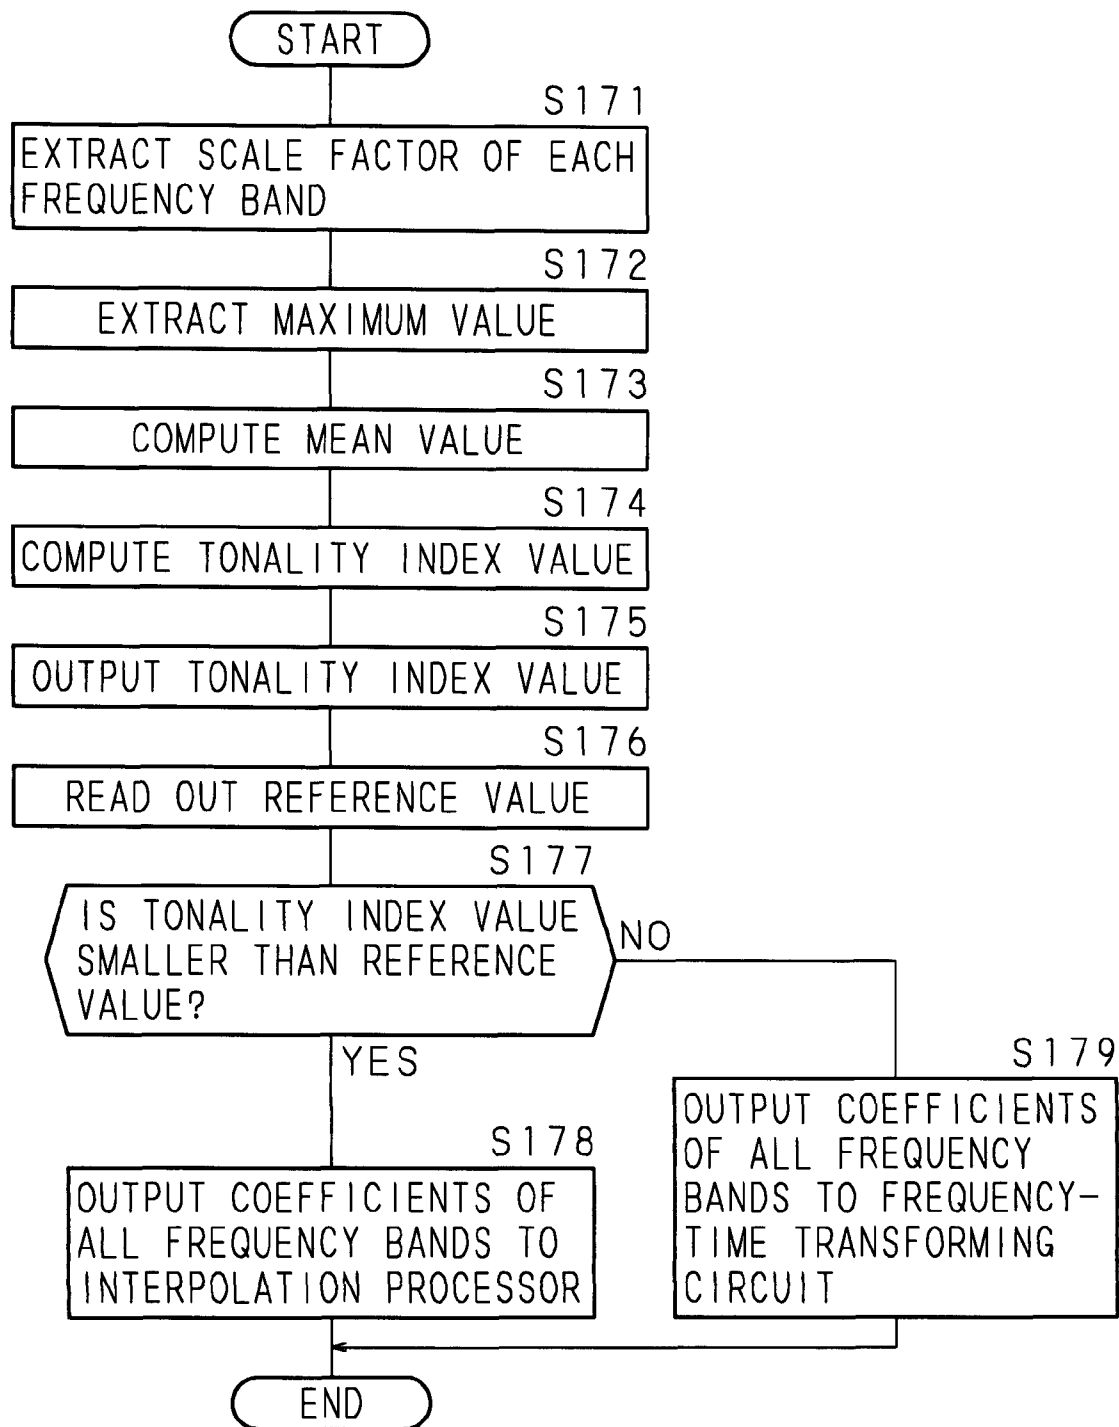 START
S171
EXTRACT SCALE FACTOR OF EACH
FREQUENCY BAND
S172
EXTRACT MAXIMUM VALUE
S173
COMPUTE MEAN VALUE
S174
COMPUTE TONALITY INDEX VALUE
S175
OUTPUT TONALITY INDEX VALUE
S176
READ OUT REFERENCE VALUE
S177
IS TONALITY INDEX VALUE
SMALLER THAN REFERENCE
VALUE?
NO
YES
S178
OUTPUT COEFFICIENTS OF
ALL FREQUENCY BANDS TO
INTERPOLATION PROCESSOR
S179
OUTPUT COEFFICIENTS
OF ALL FREQUENCY
BANDS TO FREQUENCY-
TIME TRANSFORMING
CIRCUIT
END